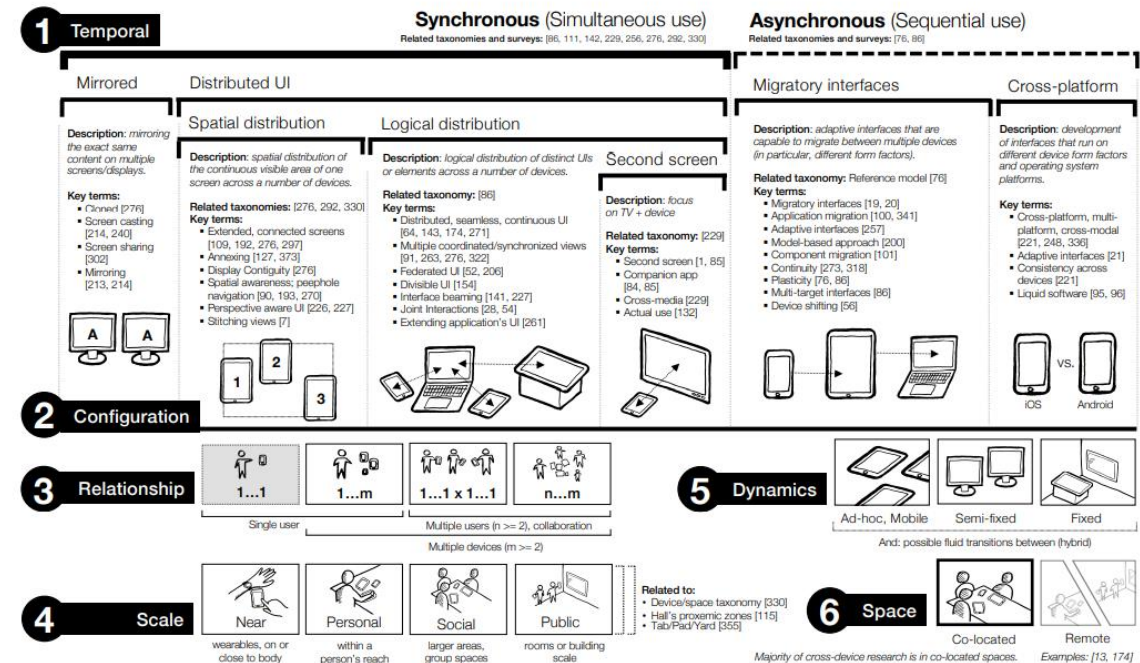 1 Temporal
Synchronous (Simultaneous use)
Related taxonomies and surveys: [86, 111, 142, 229, 256, 276, 292, 330]
Asynchronous (Sequential use)
Related taxonomies and surveys: [76, 86]
Mirrored
Description: mirroring
the exact same
content on multiple
screens/displays.
Key terms:
▪ Cloned [276]
▪ Screen casting
[214, 240]
▪ Screen sharing
[302]
▪ Mirroring
[213, 214]
A A
Distributed UI
Spatial distribution
Description: spatial distribution of
the continuous visible area of one
screen across a number of devices.
Related taxonomies: [276, 292, 330]
Key terms:
▪ Extended, connected screens
[109, 192, 276, 297]
▪ Annexing [127, 373]
▪ Display Contiguity [276]
▪ Spatial awareness; peephole
navigation [90, 193, 270]
▪ Perspective aware UI [226, 227]
▪ Stitching views [7]
1 2 3
Logical distribution
Description: logical distribution of distinct UIs
or elements across a number of devices.
Related taxonomy: [86]
Key terms:
▪ Distributed, seamless, continuous UI
[64, 143, 174, 271]
▪ Multiple coordinated/synchronized views
[91, 263, 276, 322]
▪ Federated UI [52, 206]
▪ Divisible UI [154]
▪ Interface beaming [141, 227]
▪ Joint Interactions [28, 54]
▪ Extending application's UI [261]
Second screen
Description: focus
on TV + device
Related taxonomy: [229]
Key terms:
▪ Second screen [1, 85]
▪ Companion app
[84, 85]
▪ Cross-media [229]
▪ Actual use [132]
Migratory interfaces
Description: adaptive interfaces that are
capable to migrate between multiple devices
(in particular, different form factors).
Related taxonomy: Reference model [76]
Key terms:
▪ Migratory interfaces [19, 20]
▪ Application migration [100, 341]
▪ Adaptive interfaces [257]
▪ Model-based approach [200]
▪ Component migration [101]
▪ Continuity [273, 318]
▪ Plasticity [76, 86]
▪ Multi-target interfaces [86]
▪ Device shifting [56]
Cross-platform
Description: development
of interfaces that run on
different device form factors
and operating system
platforms.
Key terms:
▪ Cross-platform, multi-
platform, cross-modal
[221, 248, 336]
▪ Adaptive interfaces [21]
▪ Consistency across
devices [221]
▪ Liquid software [95, 96]
vs.
iOS Android
2 Configuration
3 Relationship
1...1 1...m 1...1 x 1...1 n...m
Single user Multiple users (n >= 2), collaboration
Multiple devices (m >= 2)
4 Scale
Near Personal Social Public
wearables, on or
close to body
within a
person's reach
larger areas,
group spaces
rooms or building
scale
Related to:
• Device/space taxonomy [330]
• Hall's proxemic zones [115]
• Tab/Pad/Yard [355]
5 Dynamics
Ad-hoc, Mobile Semi-fixed Fixed
And: possible fluid transitions between (hybrid)
6 Space
Co-located Remote
Majority of cross-device research is in co-located spaces. Examples: [13, 174]